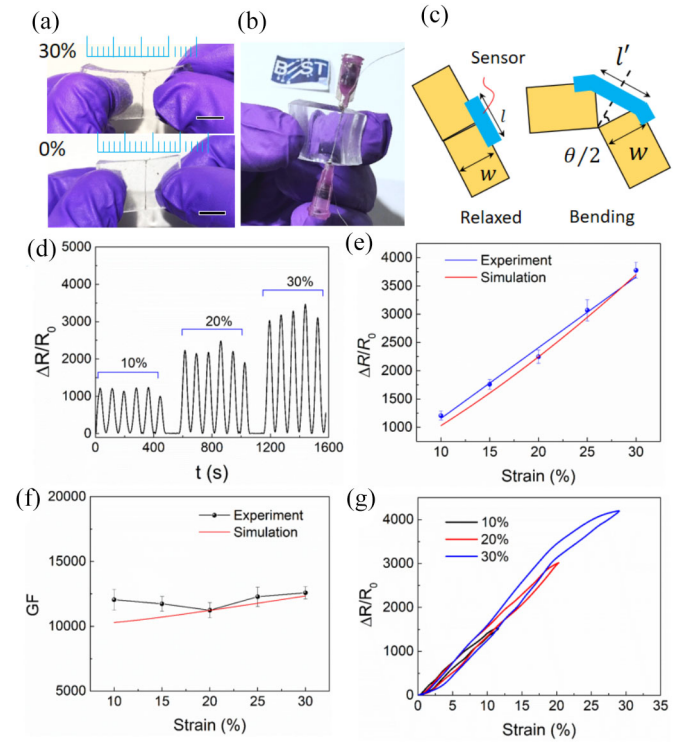 (a)
30%
0%
(b)
(c)
Sensor
l
w
Relaxed
l′
θ/2
w
Bending
(d)
ΔR/R0
5000
4000
3000
2000
1000
0
10%
20%
30%
0 400 800 1200 1600
t (s)
(e)
ΔR/R0
4000
3500
3000
2500
2000
1500
1000
Experiment
Simulation
10 15 20 25 30
Strain (%)
(f)
GF
20000
15000
10000
5000
Experiment
Simulation
10 15 20 25 30
Strain (%)
(g)
ΔR/R0
4000
3000
2000
1000
0
10%
20%
30%
0 5 10 15 20 25 30 35
Strain (%)